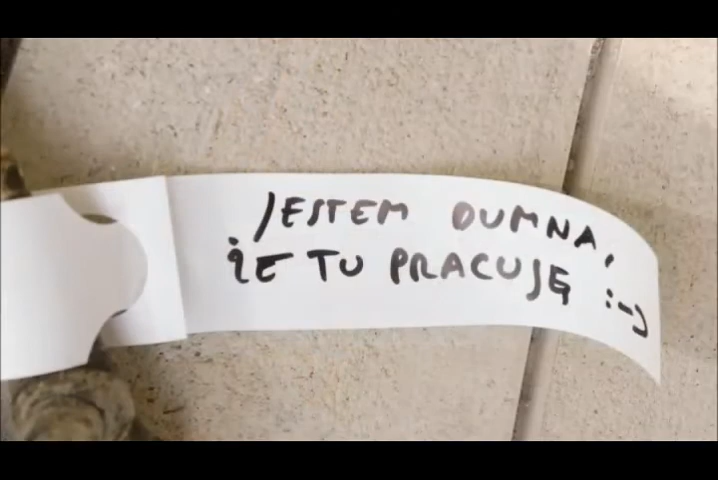 JESTEM DUMNA,
ŻE TU PRACUJĘ :-)